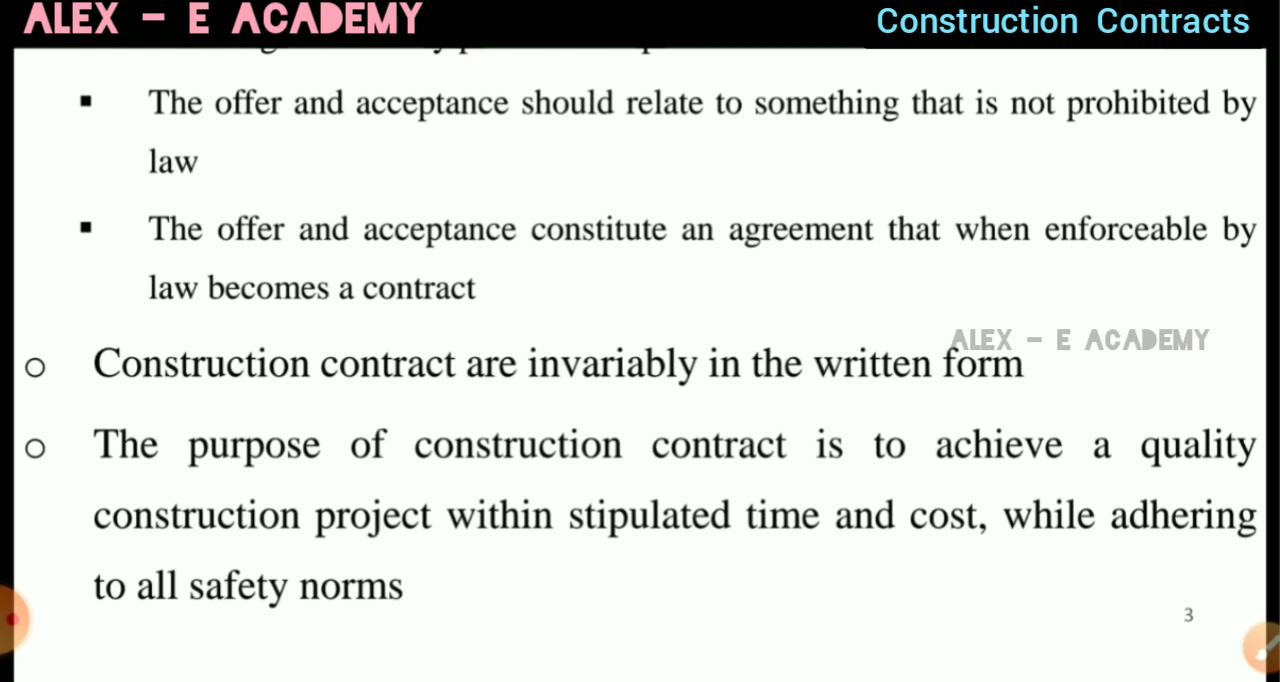 ALEX - E ACADEMY
Construction Contracts
▪ The offer and acceptance should relate to something that is not prohibited by
law
▪ The offer and acceptance constitute an agreement that when enforceable by
law becomes a contract
ALEX - E ACADEMY
o Construction contract are invariably in the written form
o The purpose of construction contract is to achieve a quality
construction project within stipulated time and cost, while adhering
to all safety norms
3